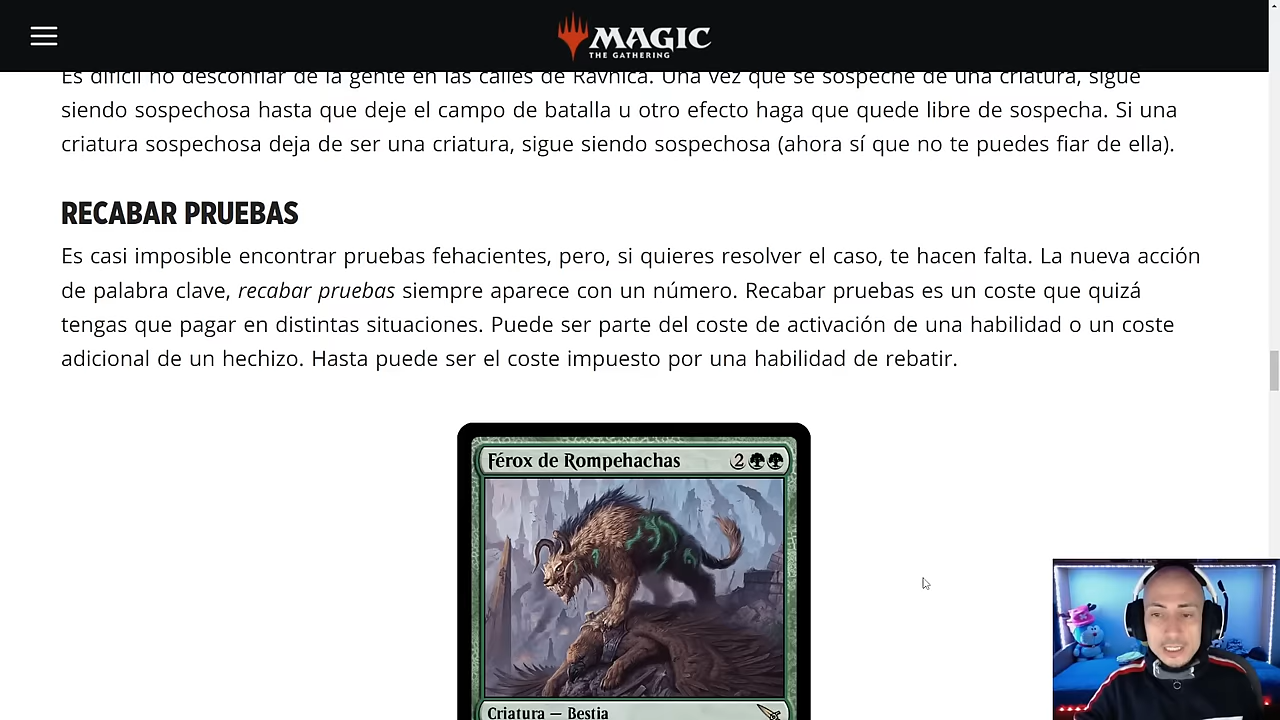 MAGIC
THE GATHERING
Es difícil no desconfiar de la gente en las calles de Ravnica. Una vez que se sospeche de una criatura, sigue
siendo sospechosa hasta que deje el campo de batalla u otro efecto haga que quede libre de sospecha. Si una
criatura sospechosa deja de ser una criatura, sigue siendo sospechosa (ahora sí que no te puedes fiar de ella).
RECABAR PRUEBAS
Es casi imposible encontrar pruebas fehacientes, pero, si quieres resolver el caso, te hacen falta. La nueva acción
de palabra clave, recabar pruebas siempre aparece con un número. Recabar pruebas es un coste que quizá
tengas que pagar en distintas situaciones. Puede ser parte del coste de activación de una habilidad o un coste
adicional de un hechizo. Hasta puede ser el coste impuesto por una habilidad de rebatir.
Férox de Rompehachas 2
Criatura — Bestia